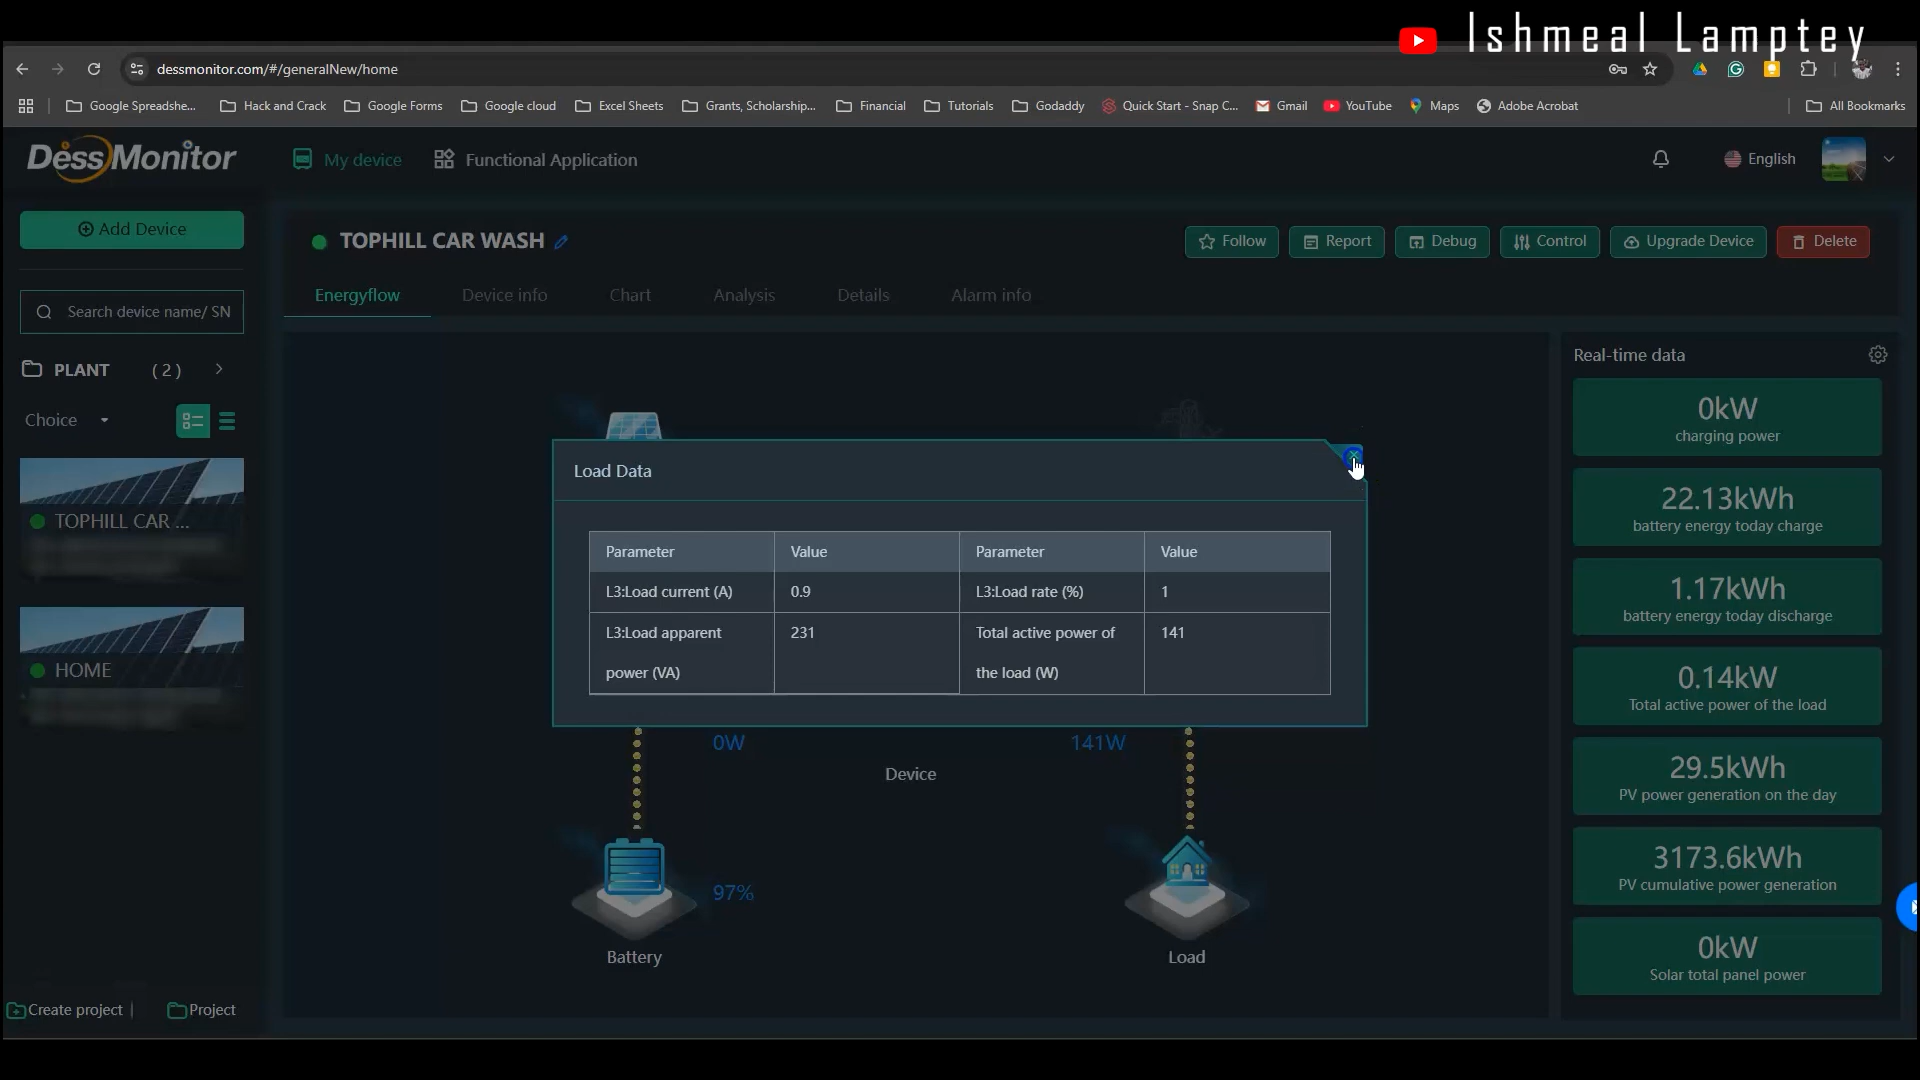 Ishmeal Lamptey
dessmonitor.com/#/generalNew/home
Google Spreadshe... Hack and Crack Google Forms Google cloud Excel Sheets Grants, Scholarship... Financial Tutorials Godaddy Quick Start - Snap C... Gmail YouTube Maps Adobe Acrobat All Bookmarks
DessMonitor My device Functional Application English
Add Device
TOPHILL CAR WASH Follow Report Debug Control Upgrade Device Delete
Energyflow Device info Chart Analysis Details Alarm info
Search device name/ SN
PLANT (2)
Choice
TOPHILL CAR ...
HOME
Create project | Project
Load Data
Parameter Value Parameter Value
L3:Load current (A) 0.9 L3:Load rate (%) 1
L3:Load apparent 231 Total active power of 141
power (VA) the load (W)
0W 141W
Device
97%
Battery Load
Real-time data
0kW
charging power
22.13kWh
battery energy today charge
1.17kWh
battery energy today discharge
0.14kW
Total active power of the load
29.5kWh
PV power generation on the day
3173.6kWh
PV cumulative power generation
0kW
Solar total panel power